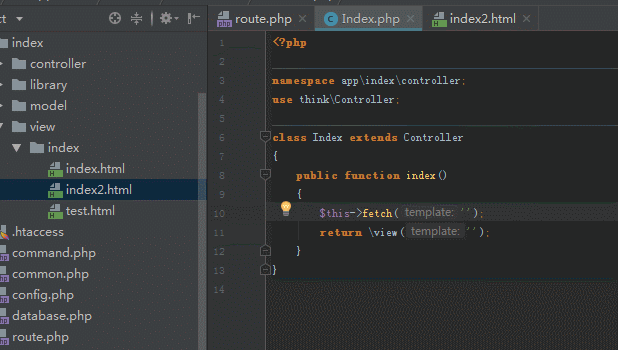 ct
index
controller
library
model
view
index
index.html
index2.html
test.html
.htaccess
command.php
common.php
config.php
database.php
route.php
route.php Index.php index2.html
1 <?php
2
3 namespace app\index\controller;
4 use think\Controller;
5
6 class Index extends Controller
7 {
8 public function index()
9 {
10 $this->fetch( template: '');
11 return \view( template: '');
12 }
13 }
14